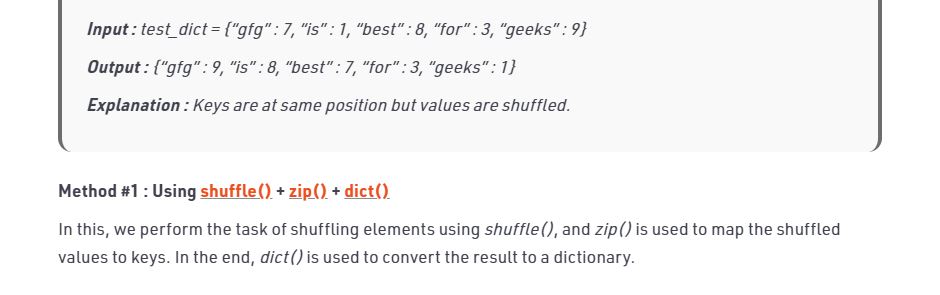 Input : test_dict = {“gfg” : 7, “is” : 1, “best” : 8, “for” : 3, “geeks” : 9}
Output : {“gfg” : 9, “is” : 8, “best” : 7, “for” : 3, “geeks” : 1}
Explanation : Keys are at same position but values are shuffled.
Method #1 : Using shuffle() + zip() + dict()
In this, we perform the task of shuffling elements using shuffle(), and zip() is used to map the shuffled
values to keys. In the end, dict() is used to convert the result to a dictionary.